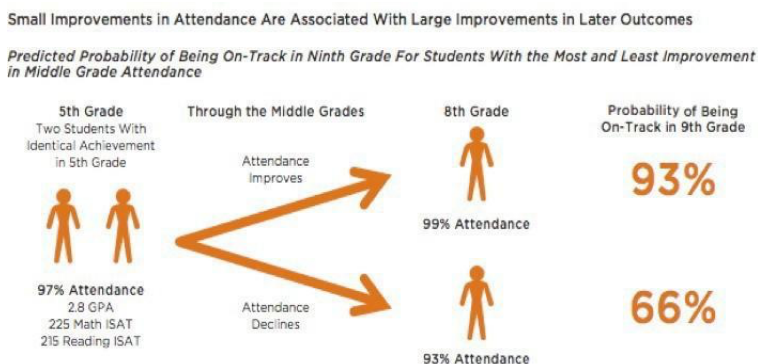 Small Improvements in Attendance Are Associated With Large Improvements in Later Outcomes
Predicted Probability of Being On-Track in Ninth Grade For Students With the Most and Least Improvement
in Middle Grade Attendance
5th Grade
Two Students With
Identical Achievement
in 5th Grade
97% Attendance
2.8 GPA
225 Math ISAT
215 Reading ISAT
Through the Middle Grades
Attendance
Improves
Attendance
Declines
8th Grade
99% Attendance
93% Attendance
Probability of Being
On-Track in 9th Grade
93%
66%